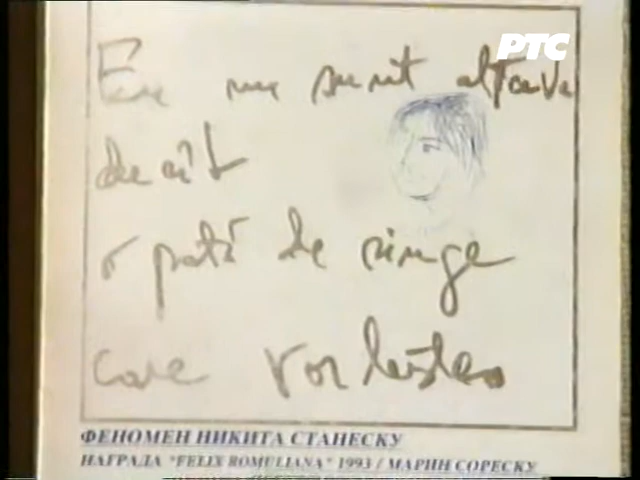 РТС
Eu nu sunt altceva
decît
o pată de sînge
care vorbește
ФЕНОМЕН НИКИТА СТАНЕСКУ
НАГРАДА "FELIX ROMULIANA" 1993 / МАРИН СОРЕСКУ